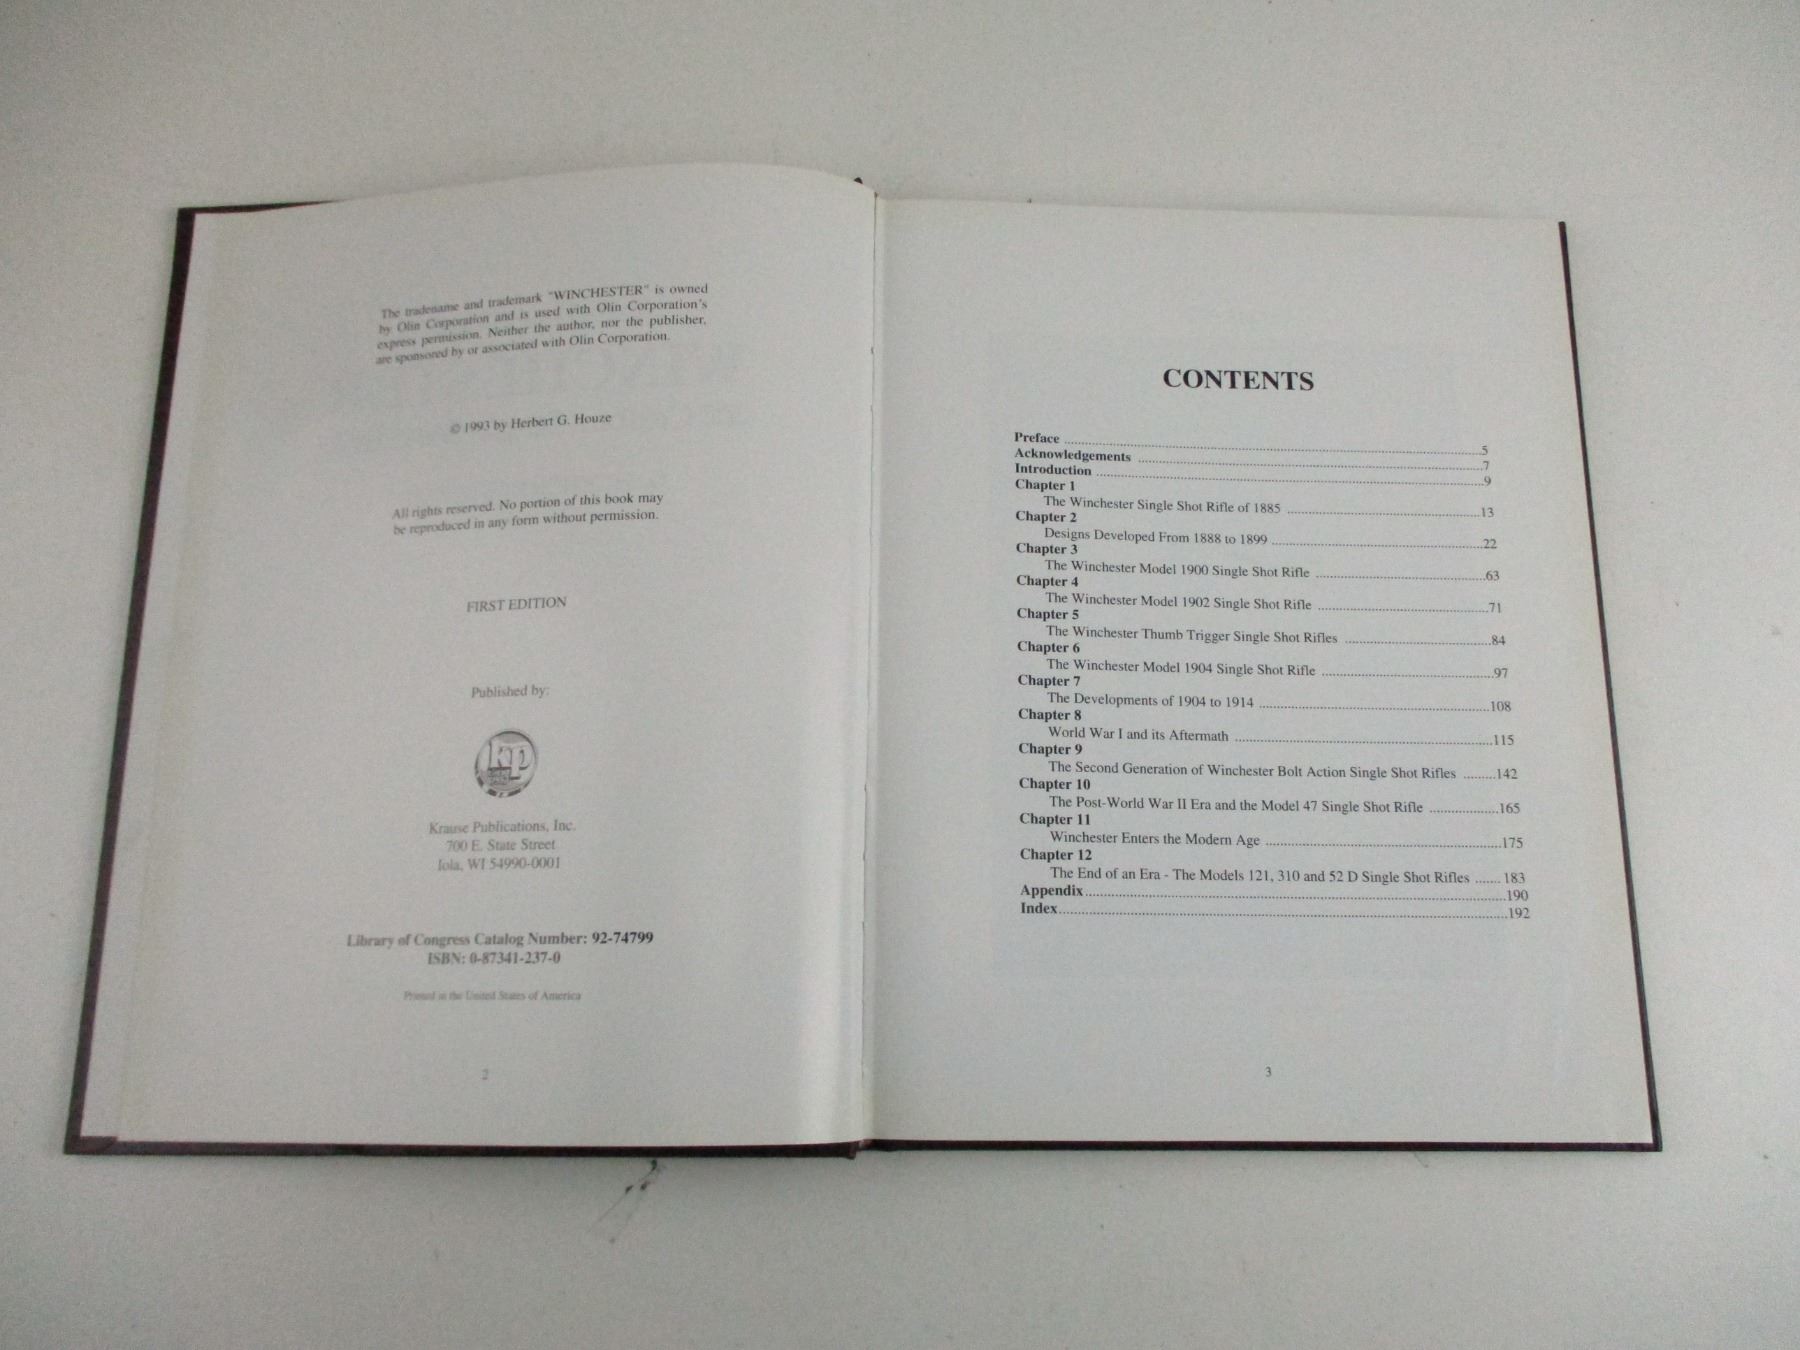 The tradename and trademark "WINCHESTER" is owned
by Olin Corporation and is used with Olin Corporation's
express permission. Neither the author, nor the publisher,
are sponsored by or associated with Olin Corporation.
© 1993 by Herbert G. Houze
All rights reserved. No portion of this book may
be reproduced in any form without permission.
FIRST EDITION
Published by:
kp
Krause Publications, Inc.
700 E. State Street
Iola, WI 54990-0001
Library of Congress Catalog Number: 92-74799
ISBN: 0-87341-237-0
Printed in the United States of America
2
CONTENTS
Preface ..........5
Acknowledgements ..........7
Introduction ..........9
Chapter 1
The Winchester Single Shot Rifle of 1885 ..........13
Chapter 2
Designs Developed From 1888 to 1899 ..........22
Chapter 3
The Winchester Model 1900 Single Shot Rifle ..........63
Chapter 4
The Winchester Model 1902 Single Shot Rifle ..........71
Chapter 5
The Winchester Thumb Trigger Single Shot Rifles ..........84
Chapter 6
The Winchester Model 1904 Single Shot Rifle ..........97
Chapter 7
The Developments of 1904 to 1914 ..........108
Chapter 8
World War I and its Aftermath ..........115
Chapter 9
The Second Generation of Winchester Bolt Action Single Shot Rifles .........142
Chapter 10
The Post-World War II Era and the Model 47 Single Shot Rifle ..........165
Chapter 11
Winchester Enters the Modern Age ..........175
Chapter 12
The End of an Era - The Models 121, 310 and 52 D Single Shot Rifles ....... 183
Appendix..........190
Index..........192
3